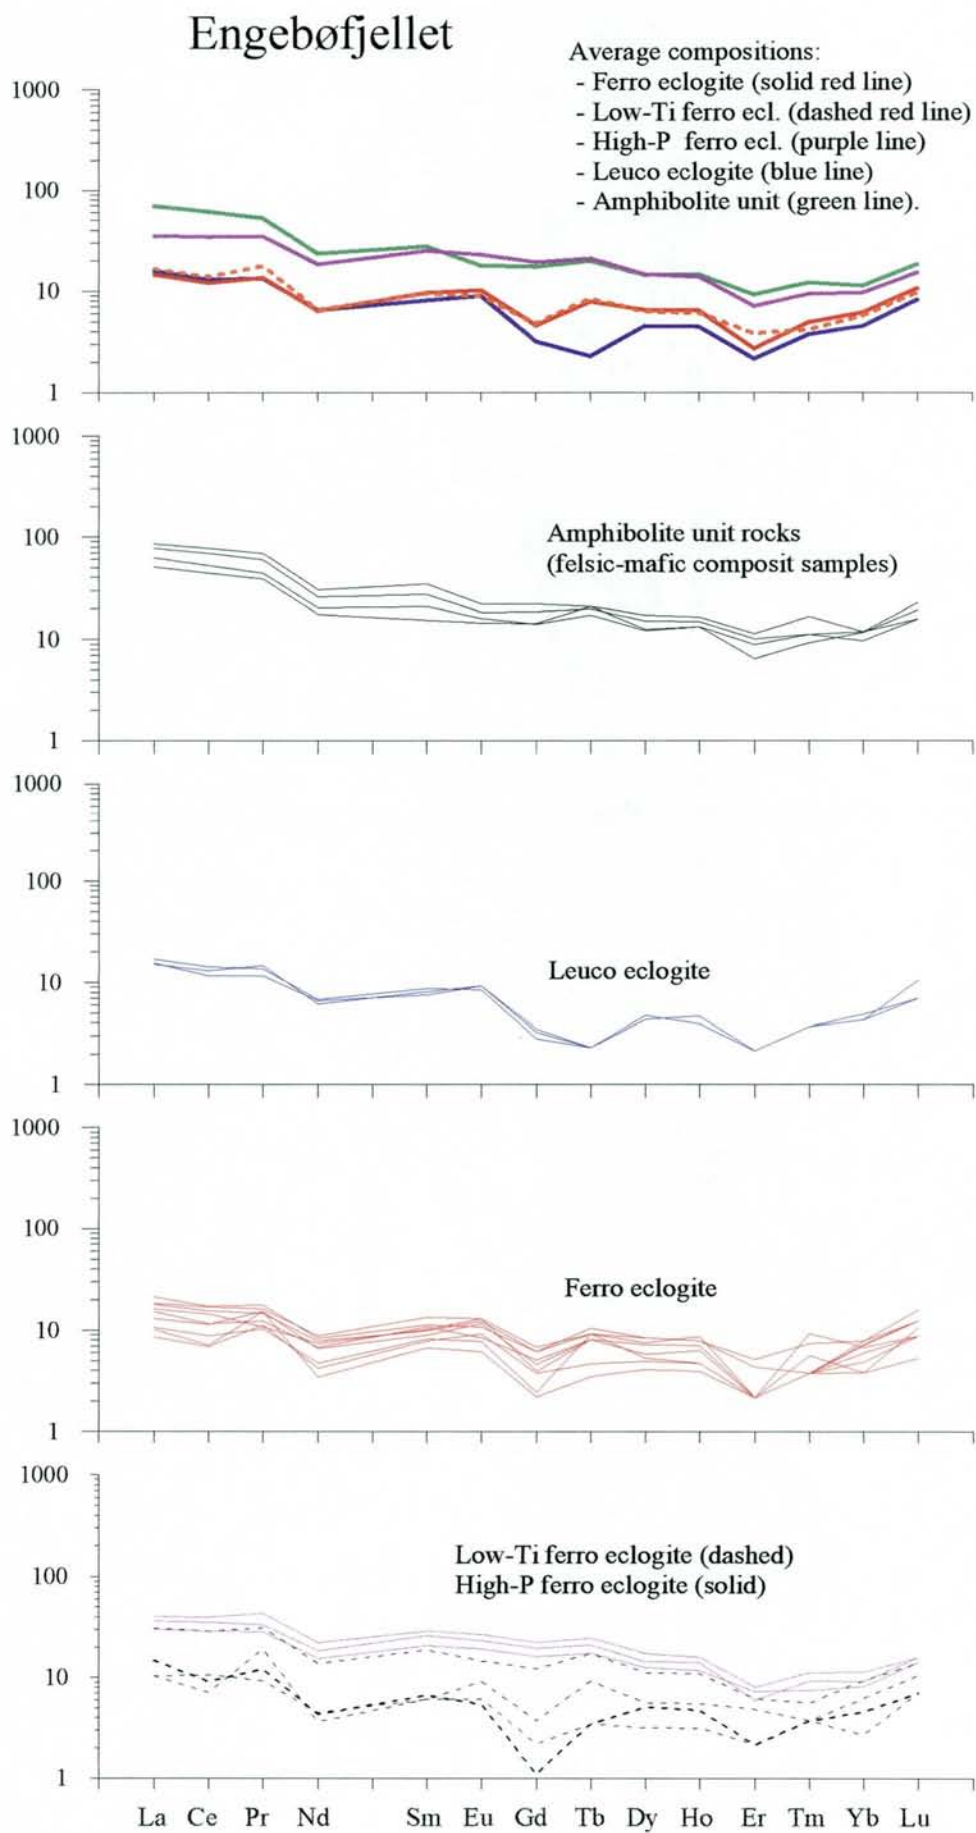 Engebøfjellet
Average compositions:
- Ferro eclogite (solid red line)
- Low-Ti ferro ecl. (dashed red line)
- High-P ferro ecl. (purple line)
- Leuco eclogite (blue line)
- Amphibolite unit (green line).
1000
100
10
1
1000
100
10
1
Amphibolite unit rocks
(felsic-mafic composit samples)
1000
100
10
1
Leuco eclogite
1000
100
10
1
Ferro eclogite
1000
100
10
1
Low-Ti ferro eclogite (dashed)
High-P ferro eclogite (solid)
La Ce Pr Nd Sm Eu Gd Tb Dy Ho Er Tm Yb Lu